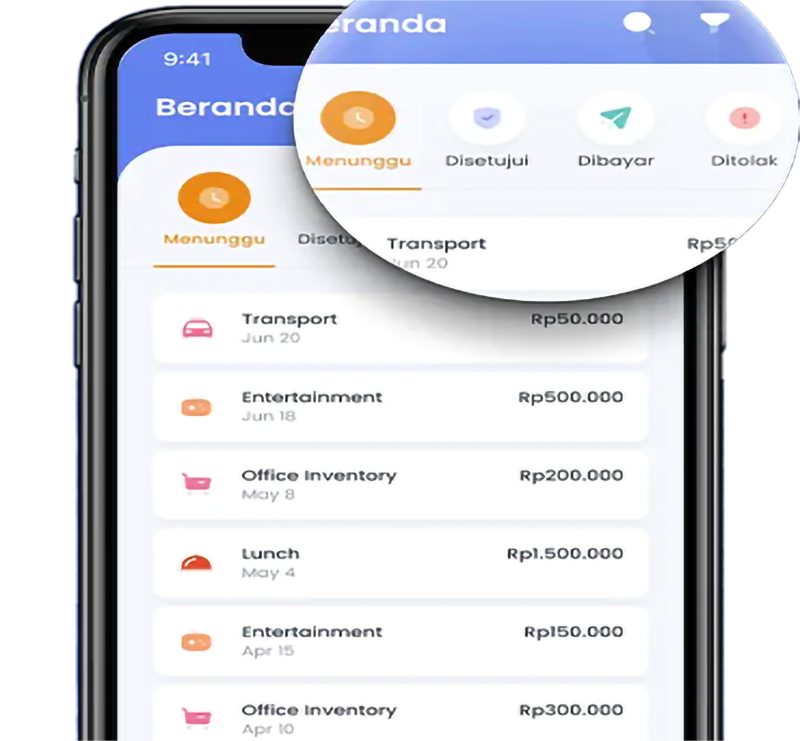 9:41
Beranda
Menunggu
eranda
Menunggu Disetujui Dibayar Ditolak
Transport
Jun 20
Transport Rp50.000
Jun 20
Entertainment Rp500.000
Jun 18
Office Inventory Rp200.000
May 8
Lunch Rp1.500.000
May 4
Entertainment Rp150.000
Apr 15
Office Inventory Rp300.000
Apr 10